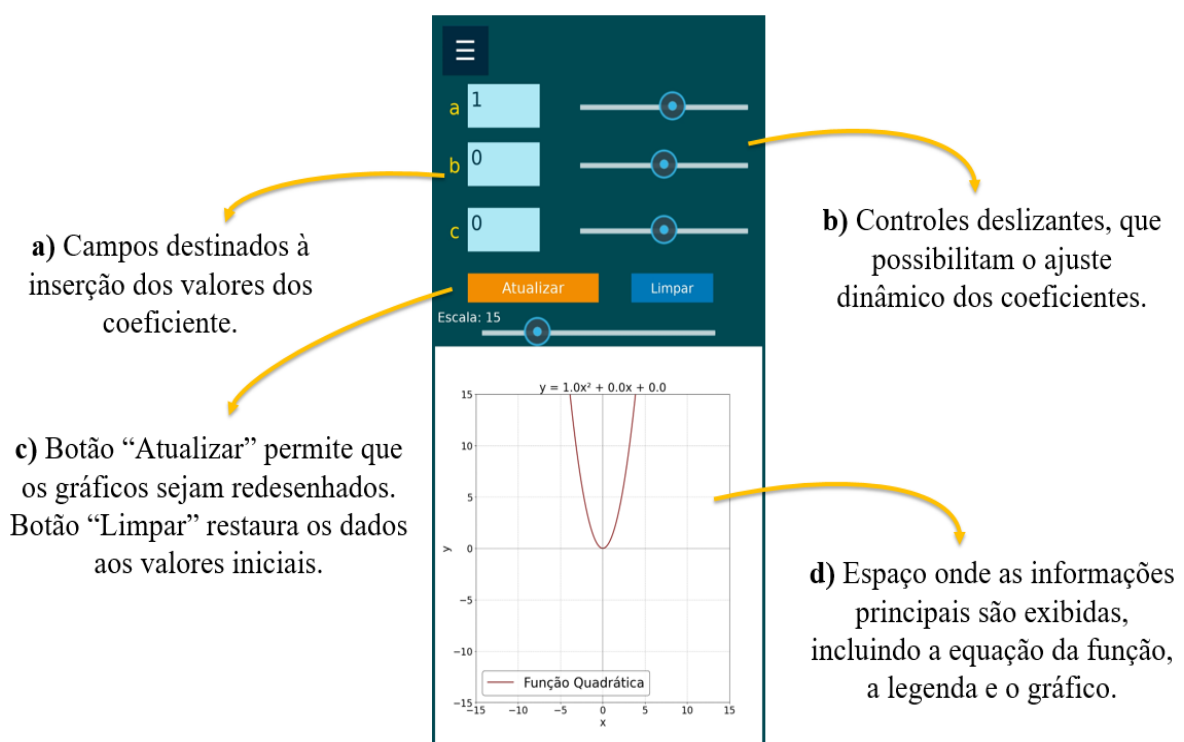 ☰
a 1
b 0
c 0
Atualizar Limpar
Escala: 15
a) Campos destinados à
inserção dos valores dos
coeficiente.
b) Controles deslizantes, que
possibilitam o ajuste
dinâmico dos coeficientes.
c) Botão “Atualizar” permite que
os gráficos sejam redesenhados.
Botão “Limpar” restaura os dados
aos valores iniciais.
y = 1.0x² + 0.0x + 0.0
15
10
5
0
−5
−10
−15
y
Função Quadrática
−15 −10 −5 0 5 10 15
x
d) Espaço onde as informações
principais são exibidas,
incluindo a equação da função,
a legenda e o gráfico.